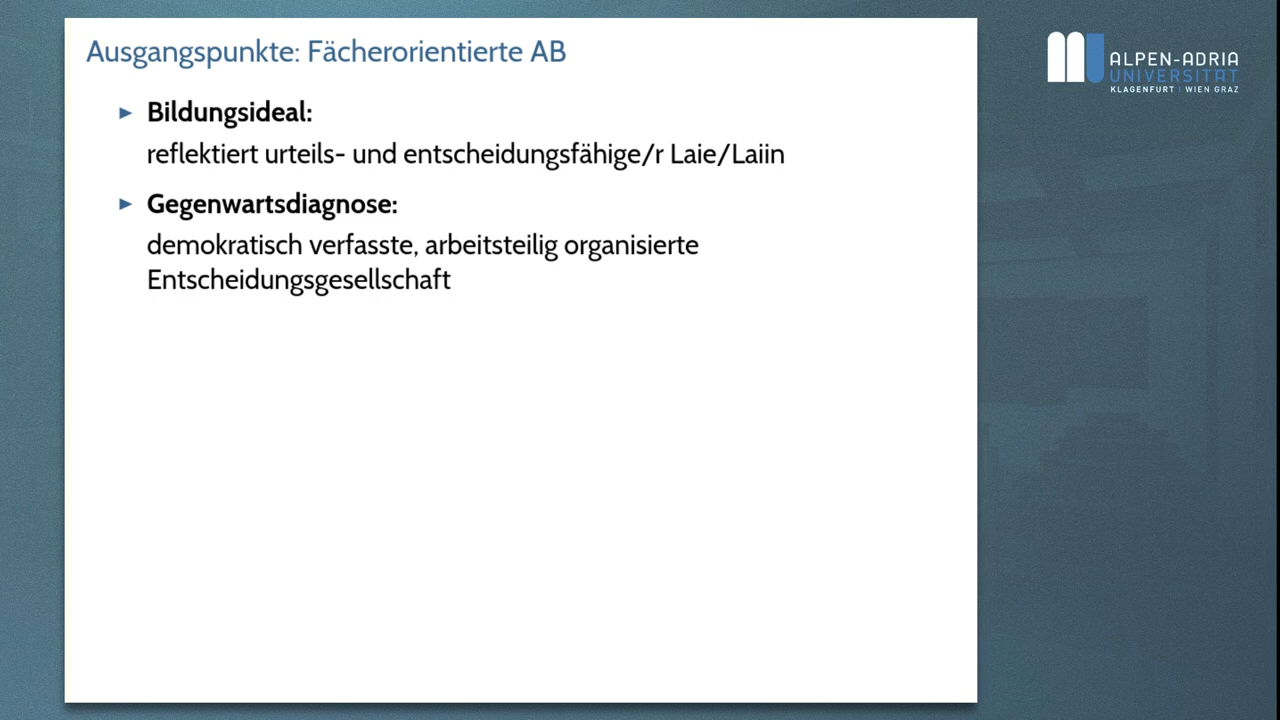 Ausgangspunkte: Fächerorientierte AB
Bildungsideal:
reflektiert urteils- und entscheidungsfähige/r Laie/Laiin
Gegenwartsdiagnose:
demokratisch verfasste, arbeitsteilig organisierte
Entscheidungsgesellschaft
ALPEN-ADRIA
UNIVERSITÄT
KLAGENFURT | WIEN GRAZ